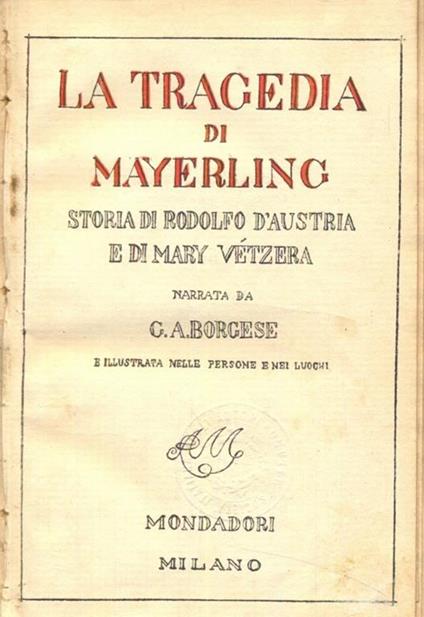 LA TRAGEDIA
DI
MAYERLING
STORIA DI RODOLFO D'AUSTRIA
E DI MARY VÉTZERA
NARRATA DA
G. A. BORGESE
E ILLUSTRATA NELLE PERSONE E NEI LUOGHI
AM
MONDADORI
MILANO